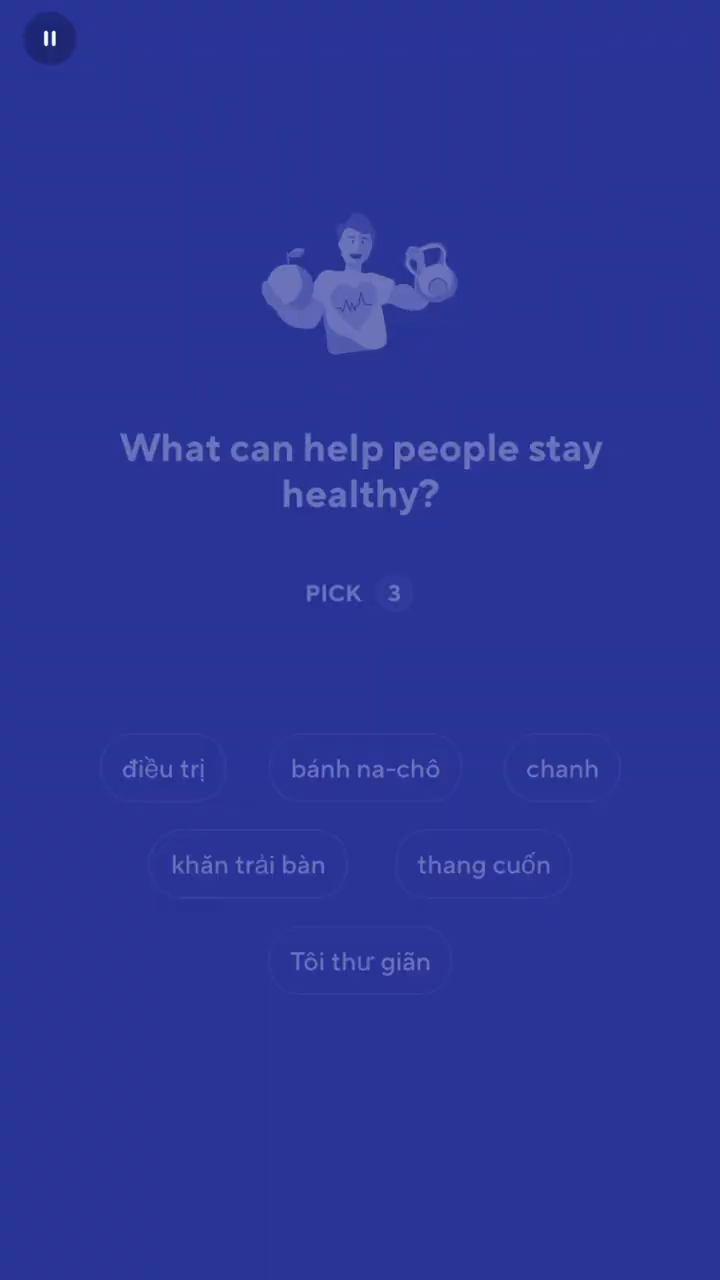 What can help people stay
healthy?
PICK 3
điều trị bánh na-chô chanh
khăn trải bàn thang cuốn
Tôi thư giãn